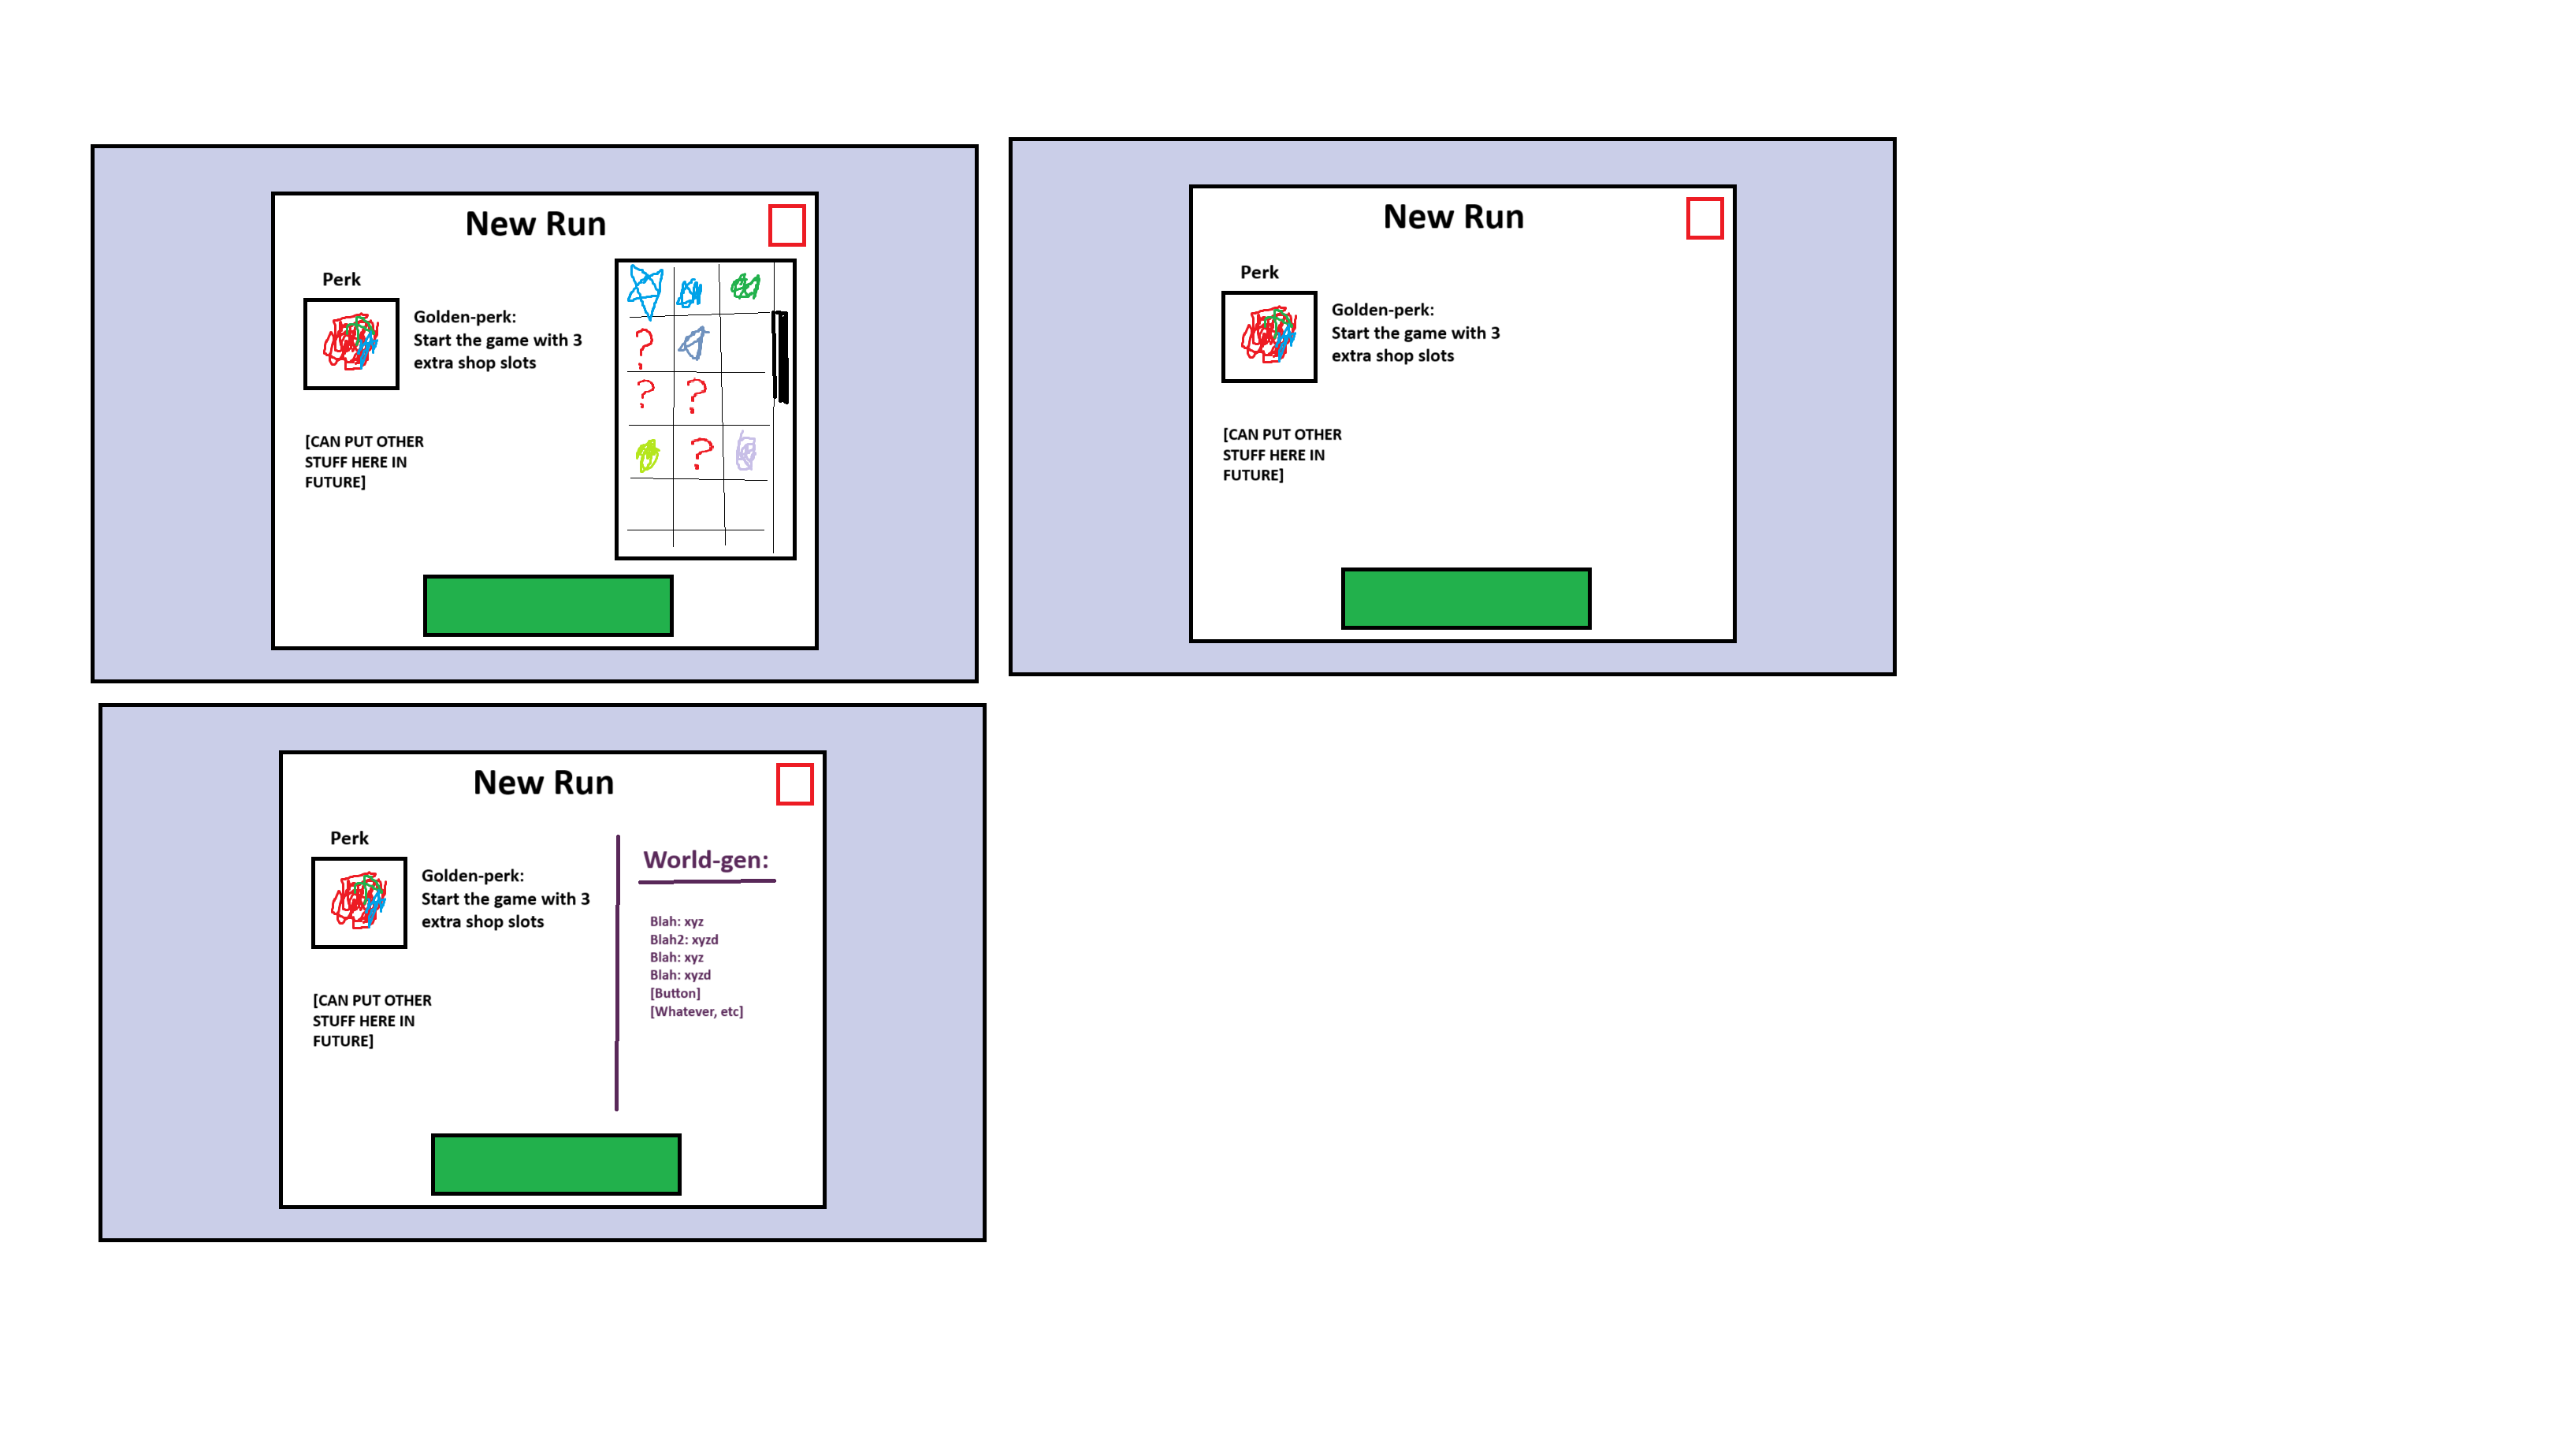 New Run
Perk
Golden-perk:
Start the game with 3
extra shop slots
[CAN PUT OTHER
STUFF HERE IN
FUTURE]
?
? ?
?
New Run
Perk
Golden-perk:
Start the game with 3
extra shop slots
[CAN PUT OTHER
STUFF HERE IN
FUTURE]
New Run
Perk
Golden-perk:
Start the game with 3
extra shop slots
[CAN PUT OTHER
STUFF HERE IN
FUTURE]
World-gen:
Blah: xyz
Blah2: xyzd
Blah: xyz
Blah: xyzd
[Button]
[Whatever, etc]